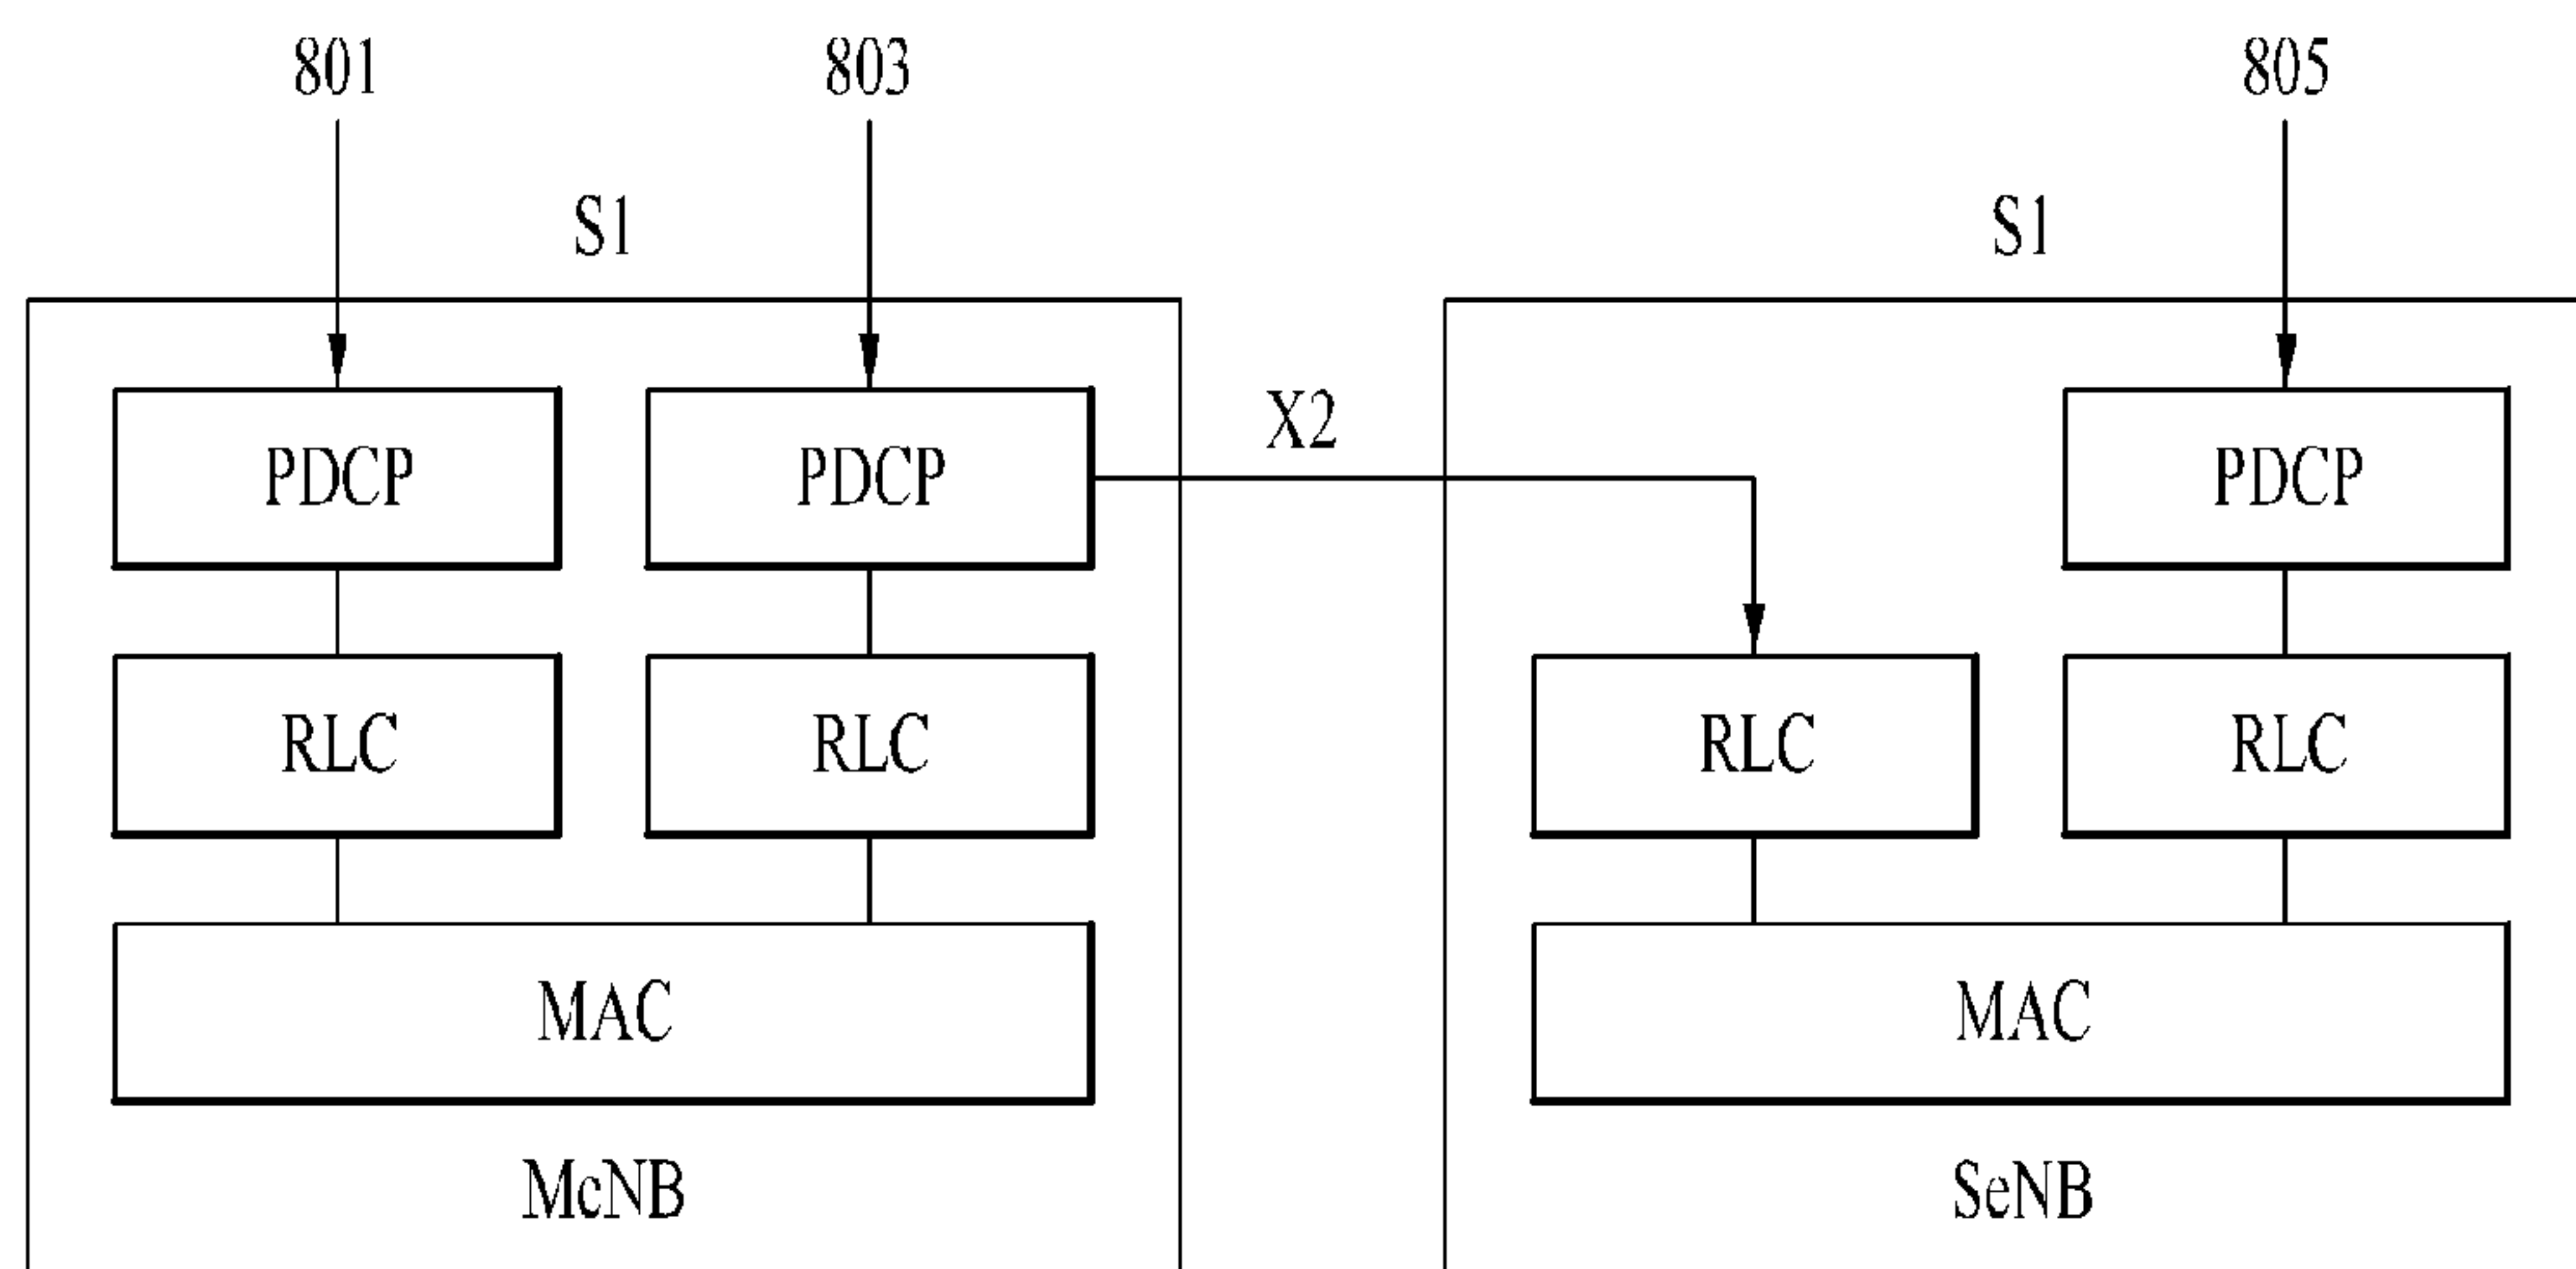 801 803 805
S1 S1
X2
PDCP PDCP PDCP
RLC RLC RLC RLC
MAC MAC
McNB SeNB